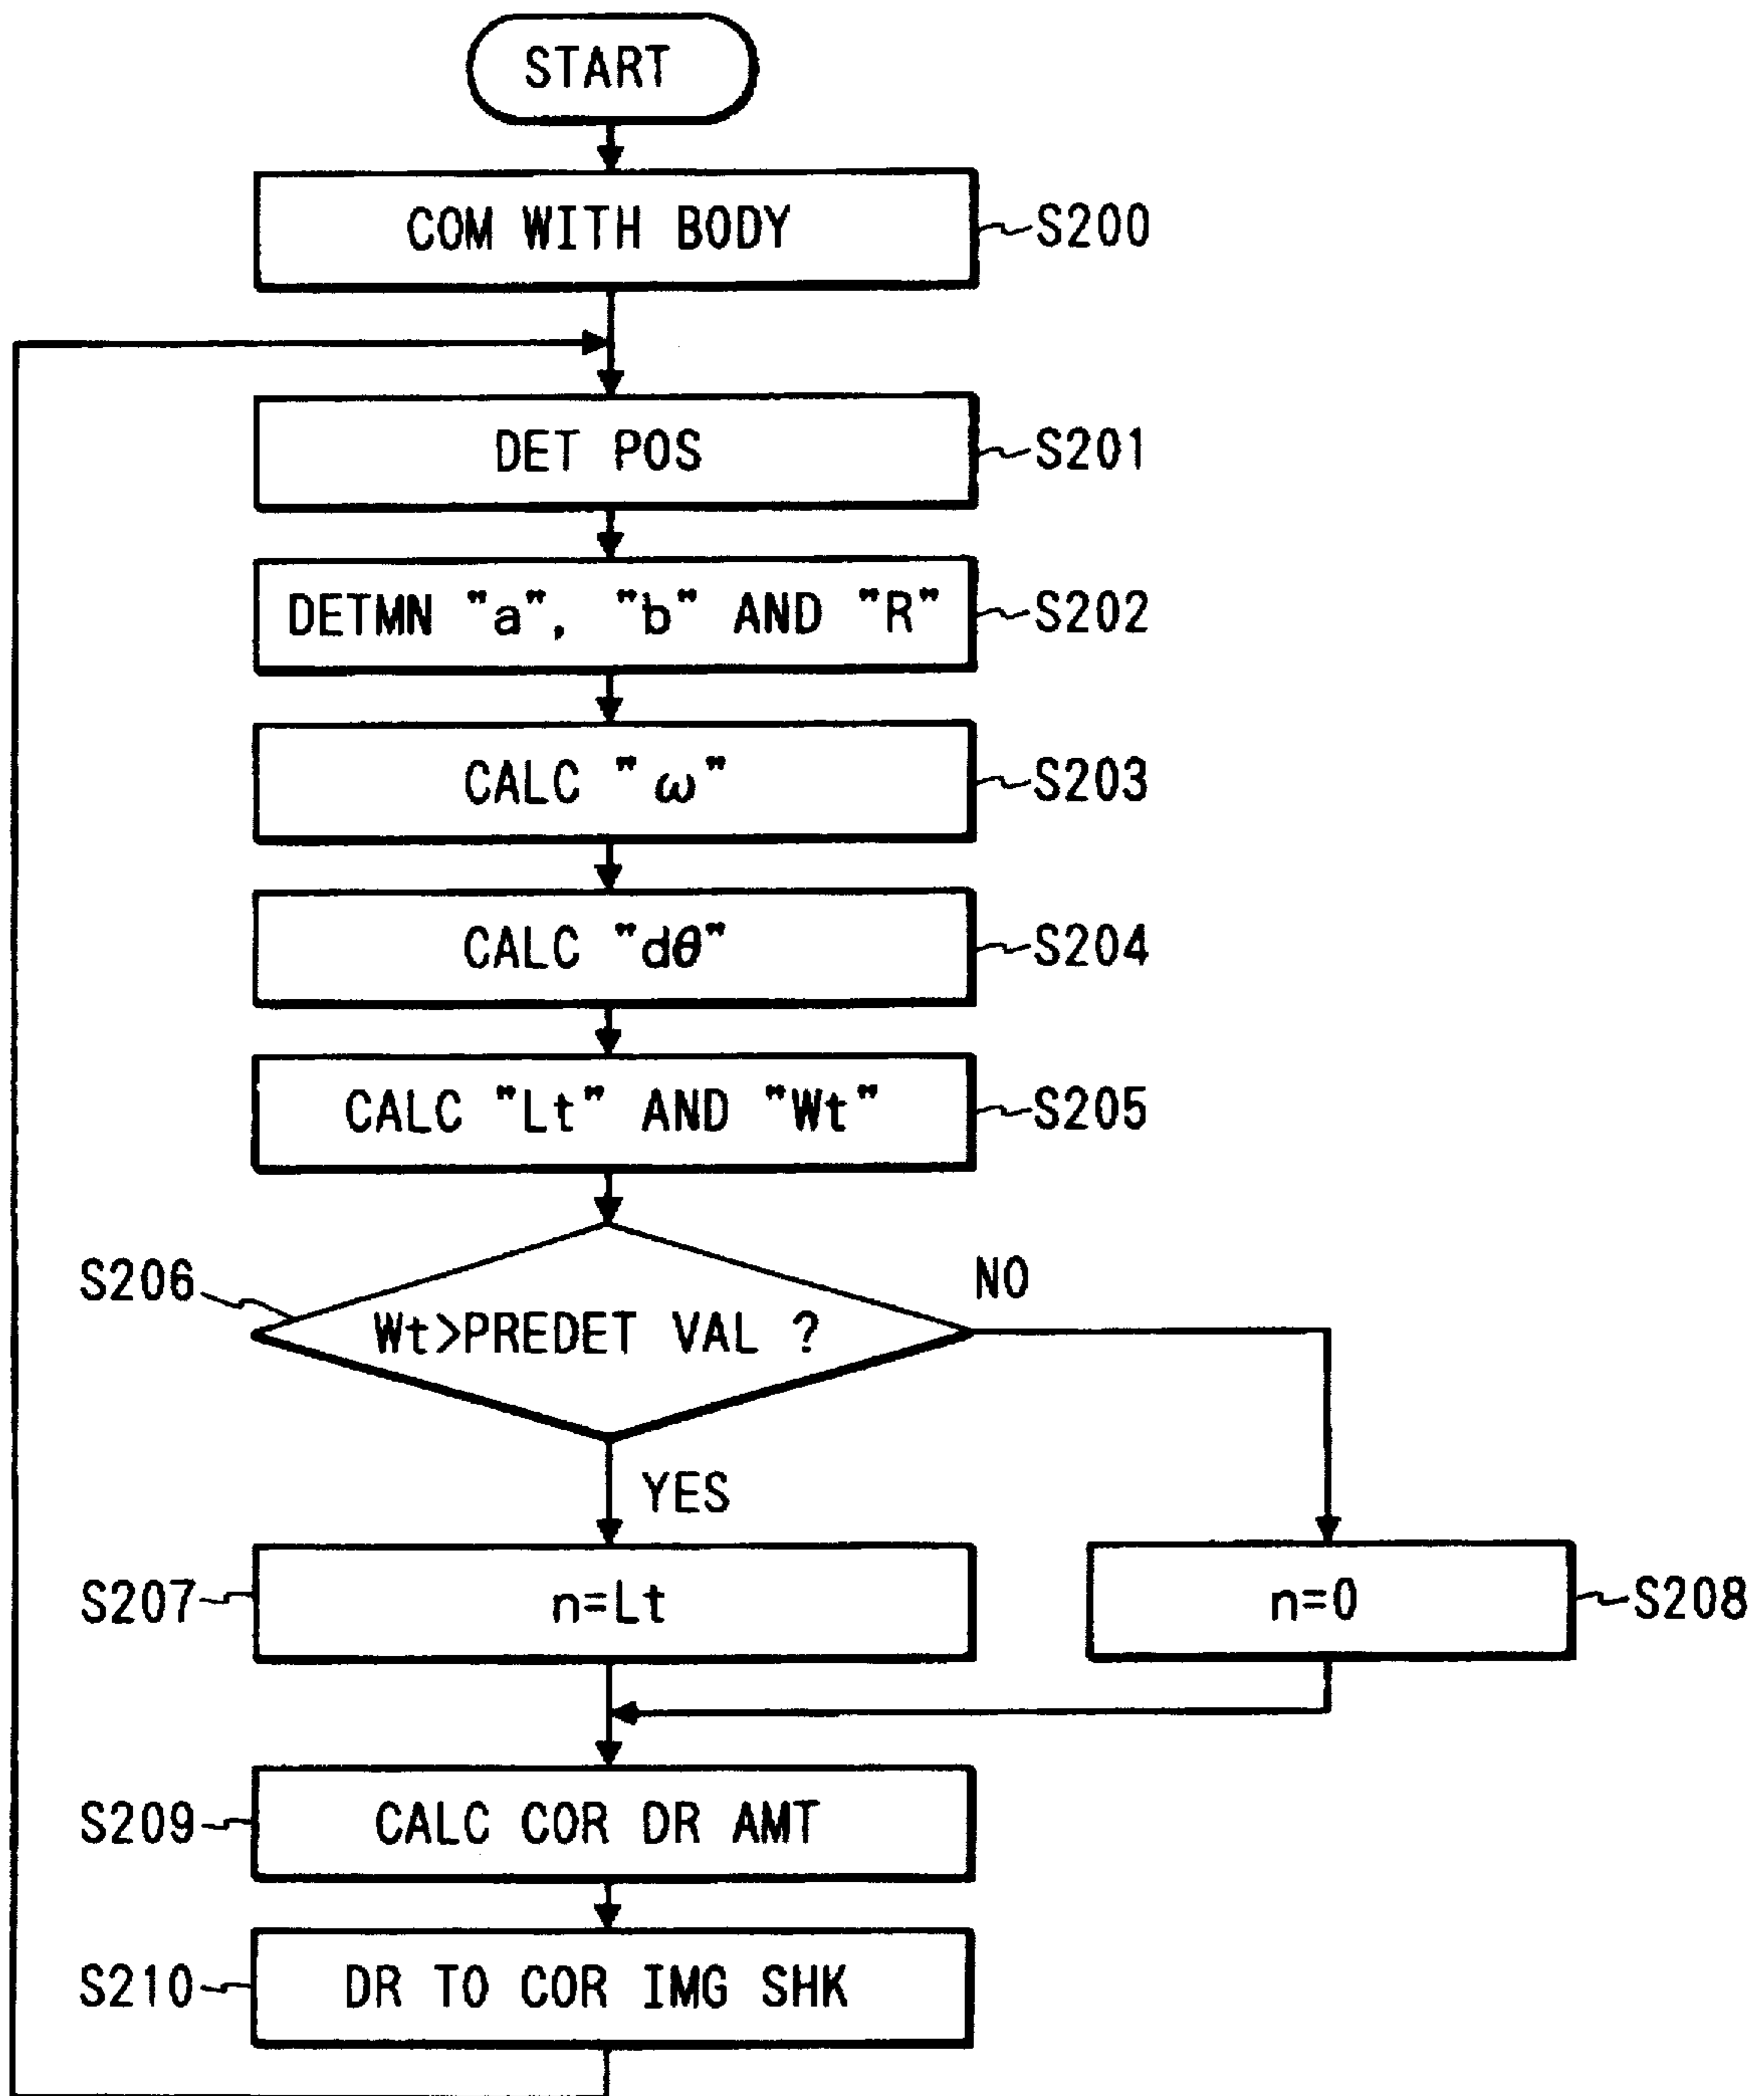 START
COM WITH BODY
S200
DET POS
S201
DETMN "a", "b" AND "R"
S202
CALC "ω"
S203
CALC "dθ"
S204
CALC "Lt" AND "Wt"
S205
S206
Wt>PREDET VAL ?
NO
YES
S207
n=Lt
n=0
S208
S209
CALC COR DR AMT
S210
DR TO COR IMG SHK